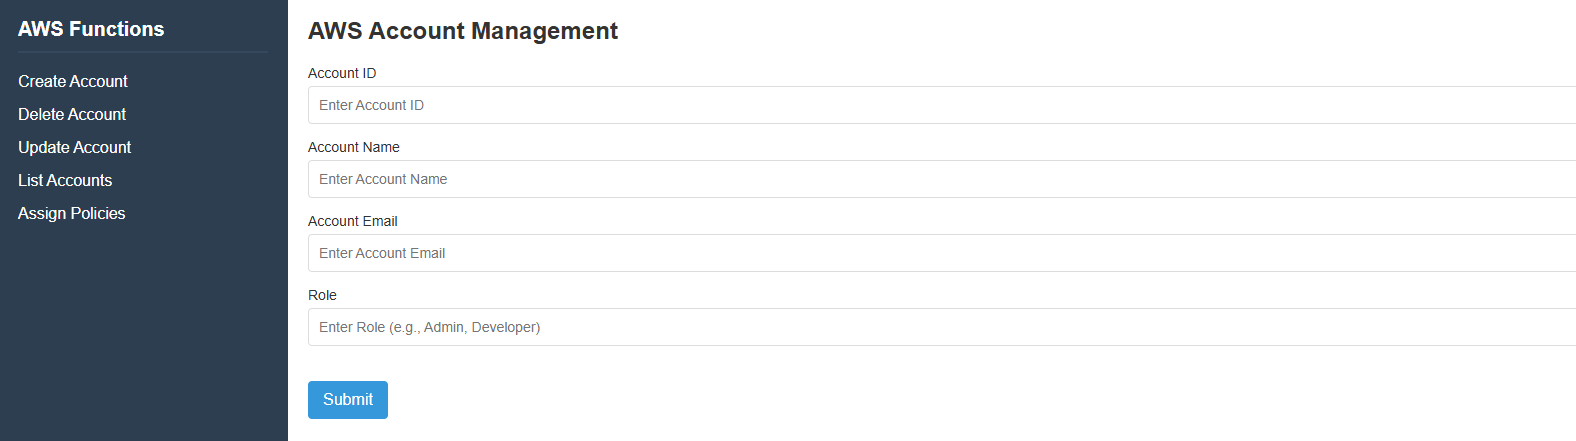 AWS Functions
Create Account
Delete Account
Update Account
List Accounts
Assign Policies
AWS Account Management
Account ID
Enter Account ID
Account Name
Enter Account Name
Account Email
Enter Account Email
Role
Enter Role (e.g., Admin, Developer)
Submit